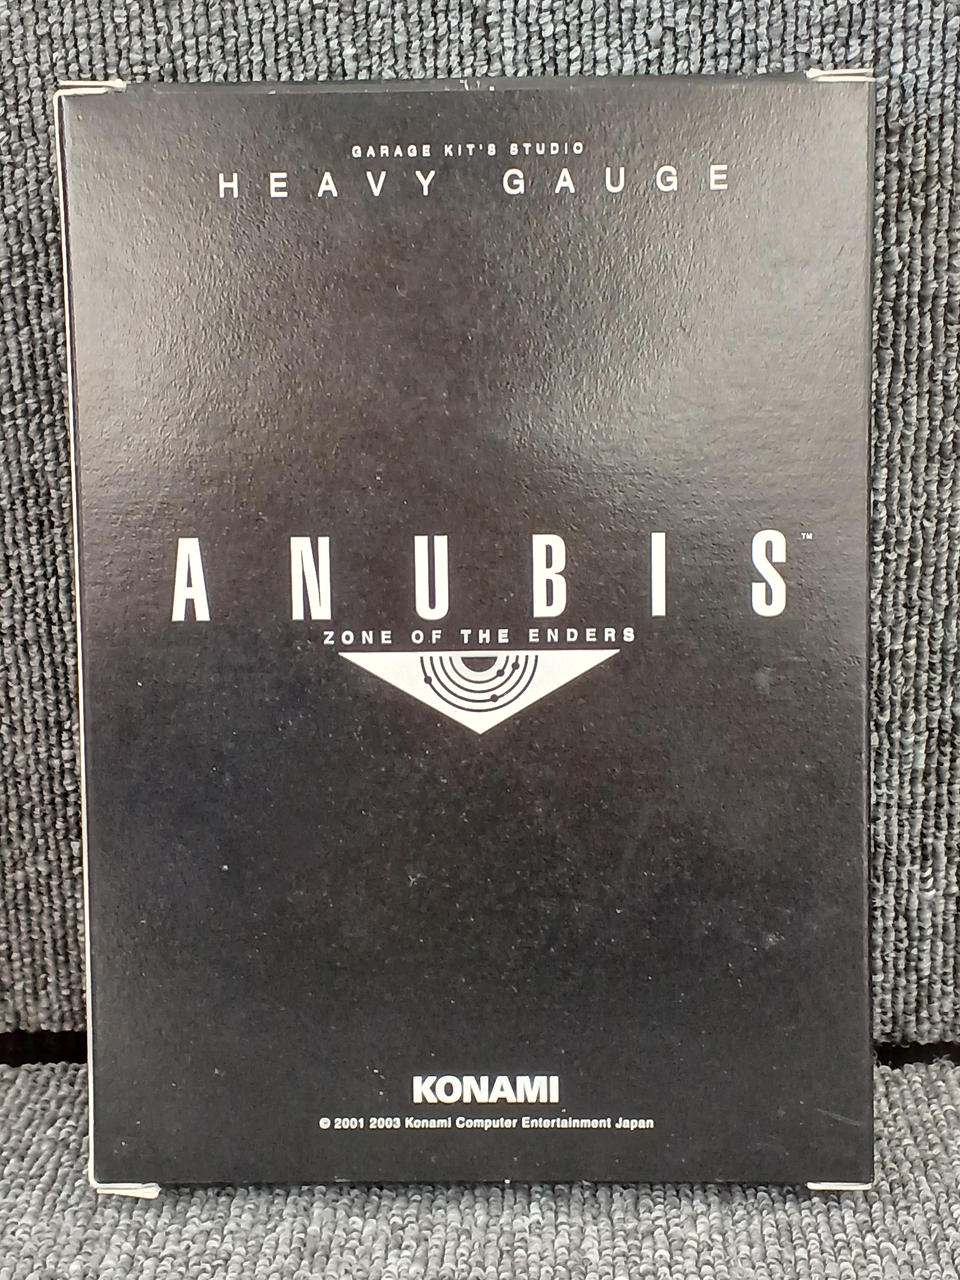 GARAGE KIT'S STUDIO
HEAVY GAUGE
ANUBIS™
ZONE OF THE ENDERS
KONAMI
© 2001 2003 Konami Computer Entertainment Japan